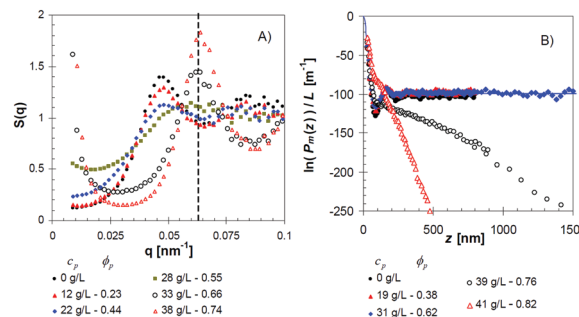 A)
S(q)
2
1.5
1
0.5
0
0
0.025
0.05
0.075
0.1
q [nm⁻¹]
c_p ϕ_p
0 g/L
12 g/L - 0.23
22 g/L - 0.44
28 g/L - 0.55
33 g/L - 0.66
38 g/L - 0.74
B)
ln(P_m(z))/L [m⁻¹]
0
-50
-100
-150
-200
-250
0
500
1000
150
z [nm]
c_p ϕ_p
0 g/L
19 g/L - 0.38
31 g/L - 0.62
39 g/L - 0.76
41 g/L - 0.82